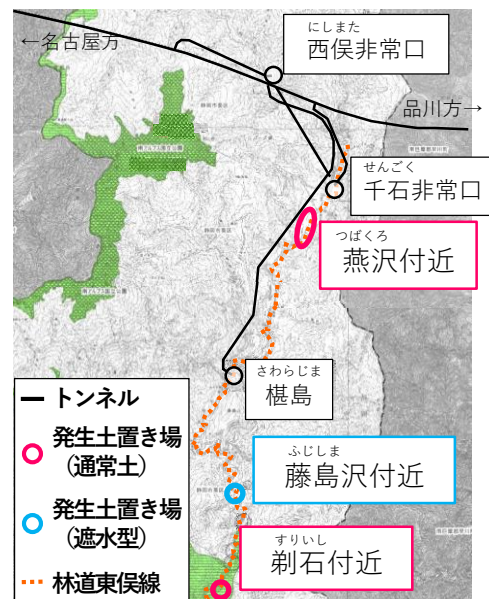 にしまた
西俣非常口
←名古屋方
品川方→
せんごく
千石非常口
つばくろ
燕沢付近
さわらじま
椹島
ふじしま
藤島沢付近
すりいし
剃石付近
トンネル
発生土置き場
(通常土)
発生土置き場
(遮水型)
林道東俣線